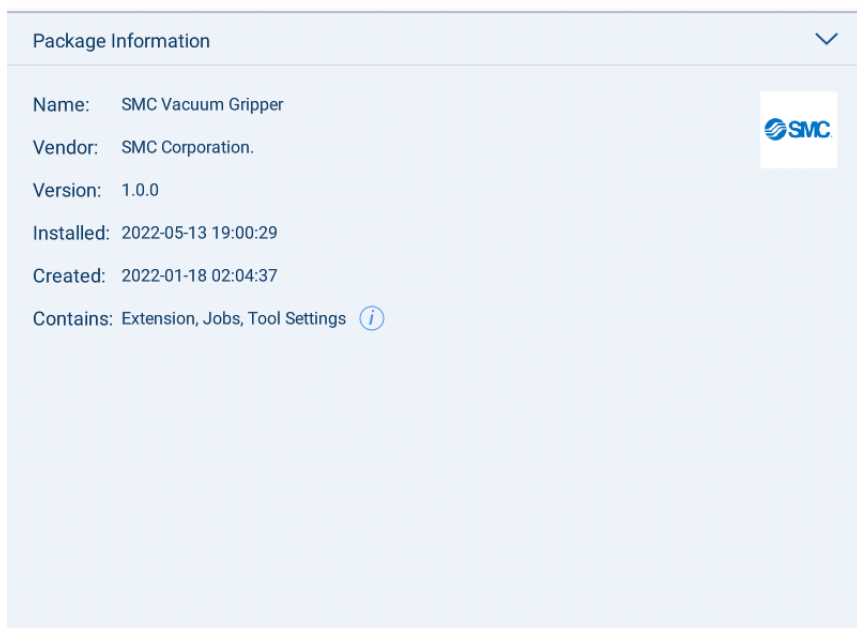 Package Information
Name: SMC Vacuum Gripper
SMC
Vendor: SMC Corporation.
Version: 1.0.0
Installed: 2022-05-13 19:00:29
Created: 2022-01-18 02:04:37
Contains: Extension, Jobs, Tool Settings i